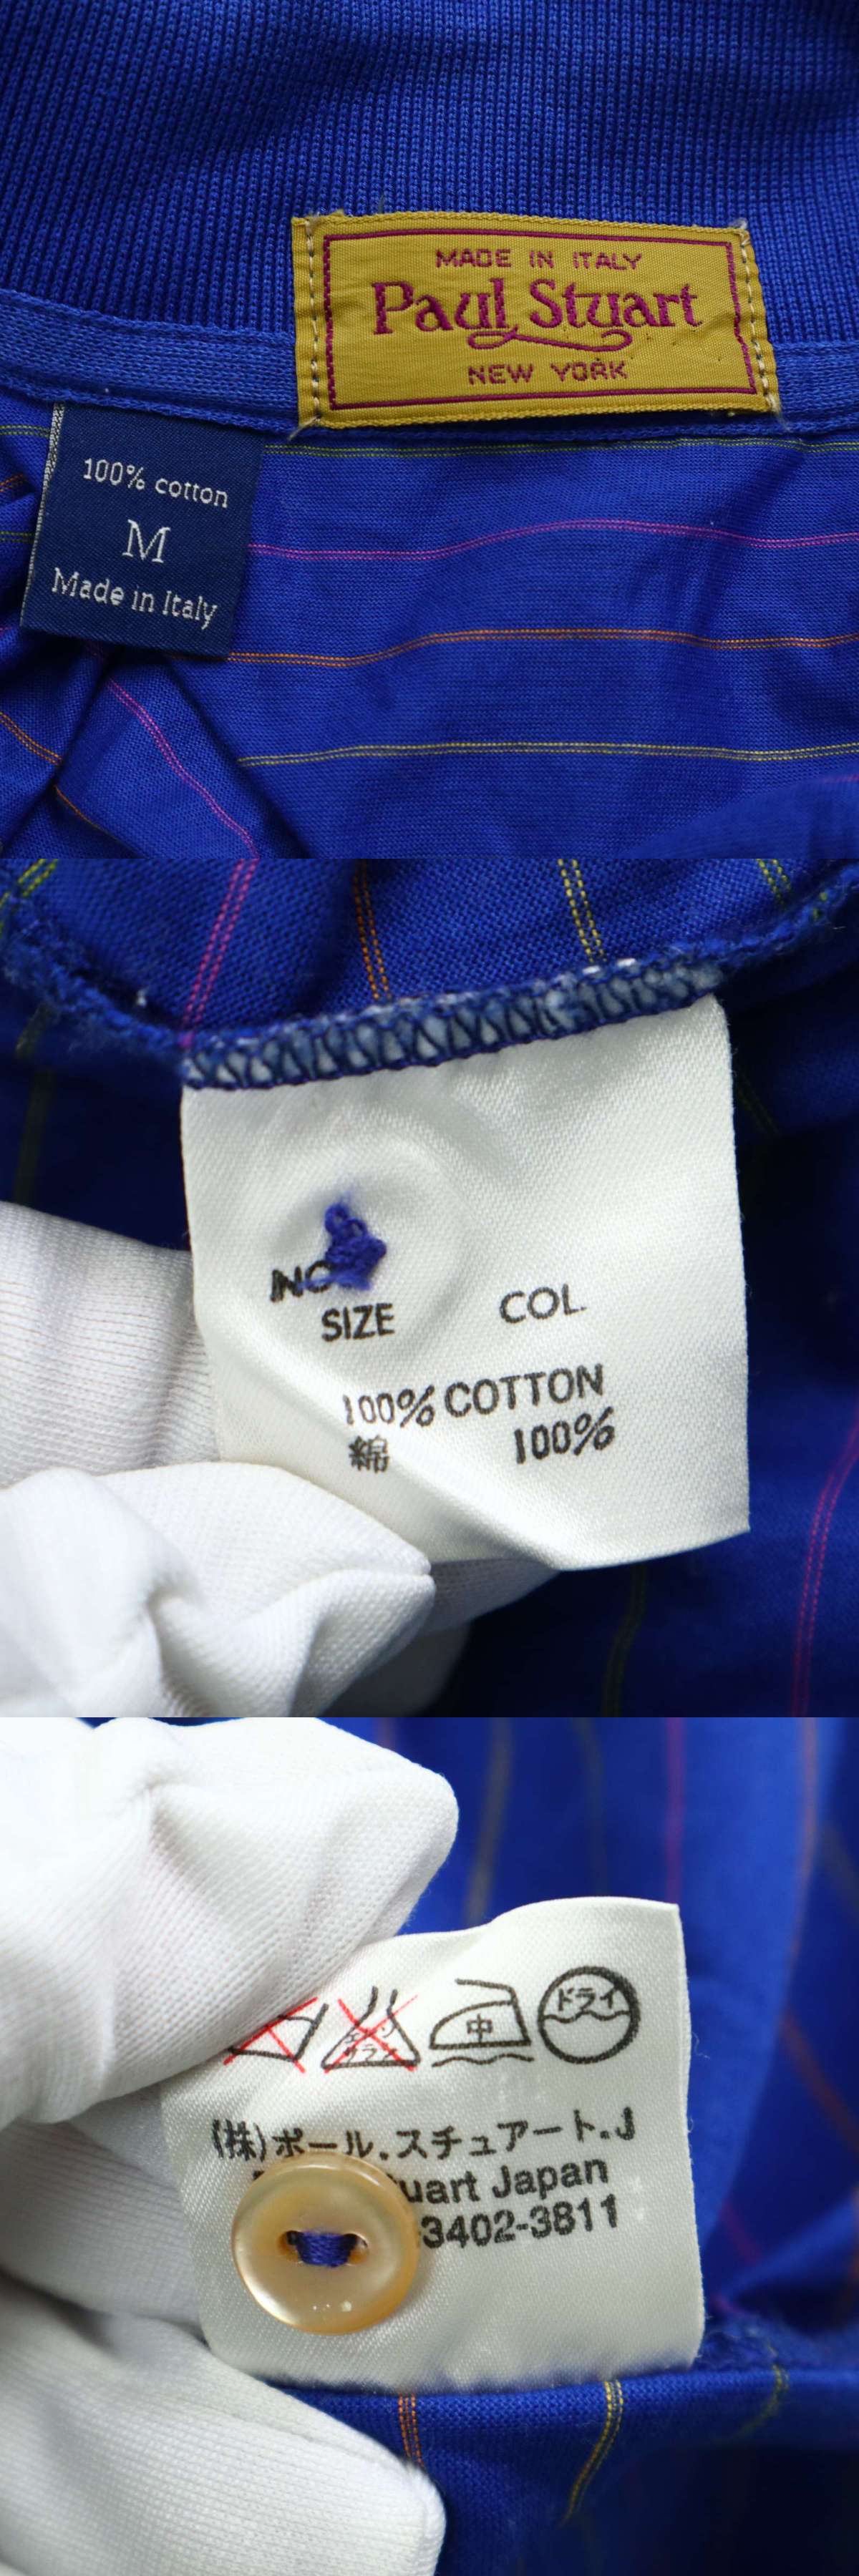 MADE IN ITALY
Paul Stuart
NEW YORK
100% cotton
M
Made in Italy
SIZE COL.
100% COTTON
綿 100%
中 ドライ
(株)ポール.スチュアート.J
Japan
3402-3811